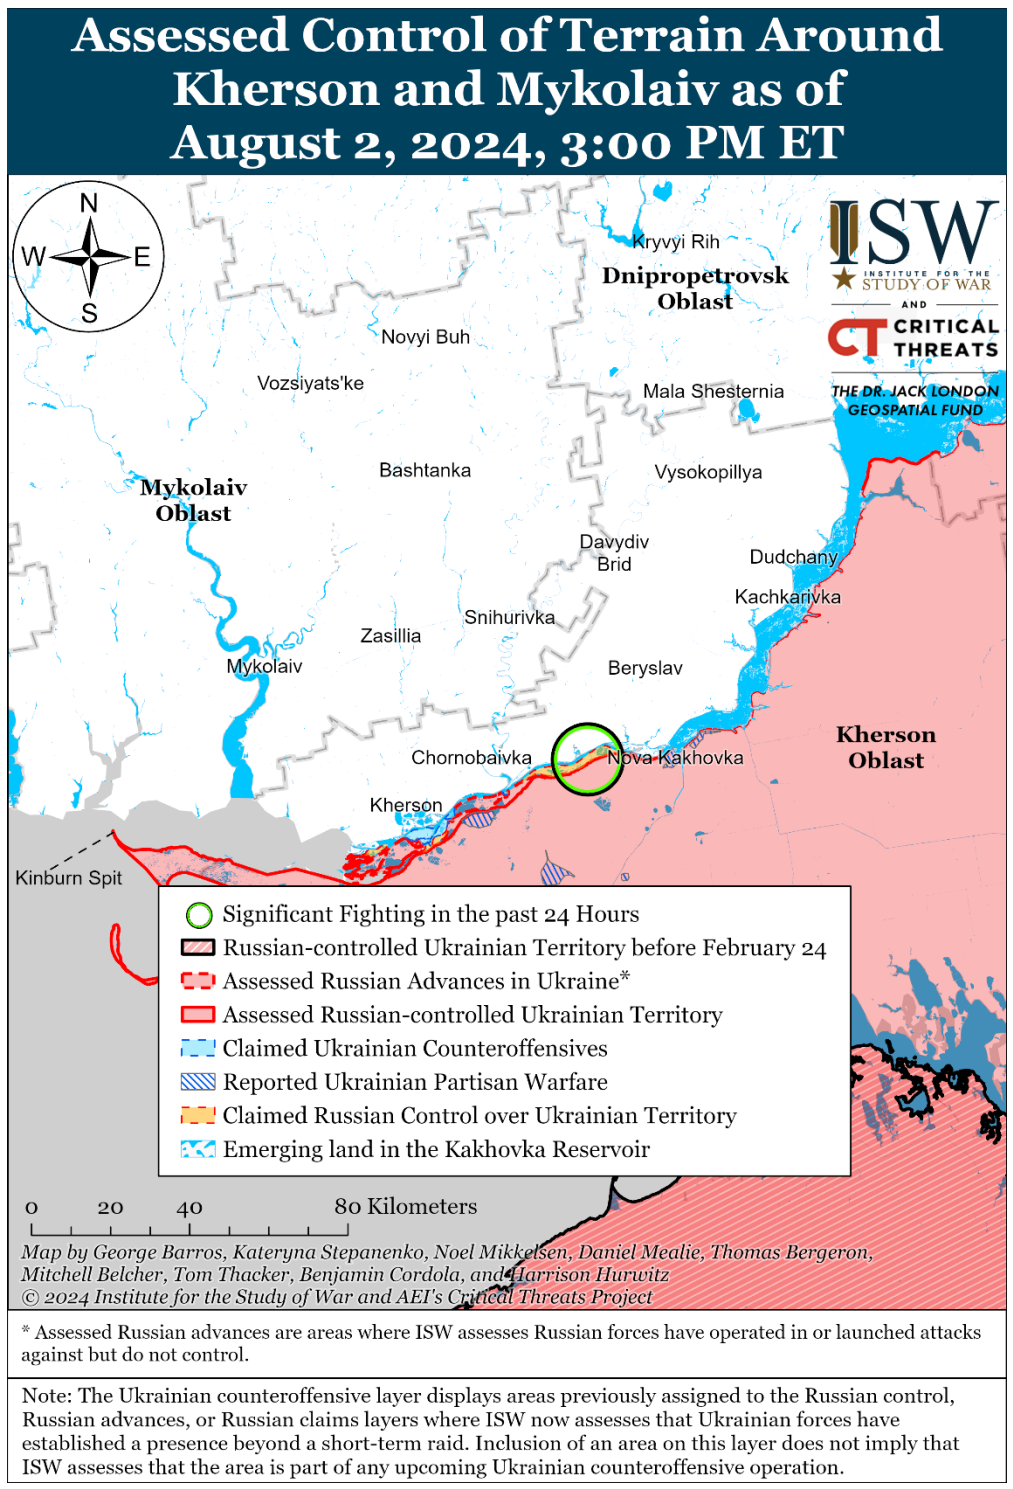 Assessed Control of Terrain Around
Kherson and Mykolaiv as of
August 2, 2024, 3:00 PM ET
N
W
E
S
ISW
INSTITUTE FOR THE
STUDY OF WAR
AND
CT CRITICAL
THREATS
THE DR. JACK LONDON
GEOSPATIAL FUND
Kryvyi Rih
Dnipropetrovsk
Oblast
Novyi Buh
Vozsiyats'ke
Mala Shesternia
Bashtanka
Vysokopillya
Mykolaiv
Oblast
Davydiv
Brid
Dudchany
Kachkarivka
Snihurivka
Zasillia
Mykolaiv
Beryslav
Kherson
Oblast
Chornobaivka
Nova Kakhovka
Kherson
Kinburn Spit
Significant Fighting in the past 24 Hours
Russian-controlled Ukrainian Territory before February 24
Assessed Russian Advances in Ukraine*
Assessed Russian-controlled Ukrainian Territory
Claimed Ukrainian Counteroffensives
Reported Ukrainian Partisan Warfare
Claimed Russian Control over Ukrainian Territory
Emerging land in the Kakhovka Reservoir
0 20 40 80 Kilometers
Map by George Barros, Kateryna Stepanenko, Noel Mikkelsen, Daniel Mealie, Thomas Bergeron,
Mitchell Belcher, Tom Thacker, Benjamin Cordola, and Harrison Hurwitz
© 2024 Institute for the Study of War and AEI's Critical Threats Project
* Assessed Russian advances are areas where ISW assesses Russian forces have operated in or launched attacks
against but do not control.
Note: The Ukrainian counteroffensive layer displays areas previously assigned to the Russian control,
Russian advances, or Russian claims layers where ISW now assesses that Ukrainian forces have
established a presence beyond a short-term raid. Inclusion of an area on this layer does not imply that
ISW assesses that the area is part of any upcoming Ukrainian counteroffensive operation.